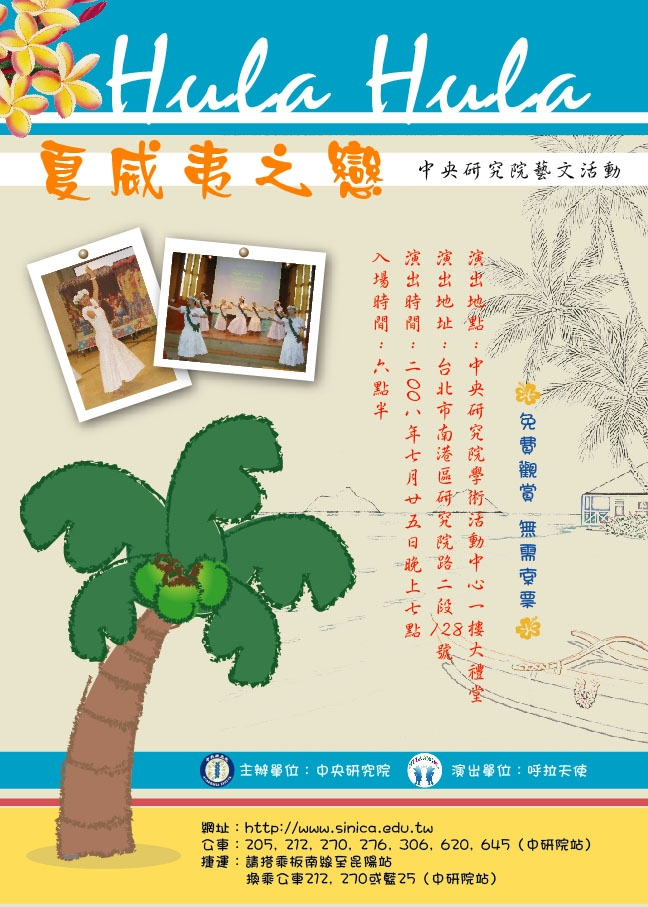 Hula Hula
夏威夷之戀
中央研究院藝文活動
演出地點：中央研究院學術活動中心一樓大禮堂
演出地址：台北市南港區研究院路二段128號
演出時間：二〇〇八年七月廿五日晚上七點
入場時間：六點半
免費觀賞 無需索票
主辦單位：中央研究院
演出單位：呼拉天使
網址：http://www.sinica.edu.tw
公車：205, 212, 270, 276, 306, 620, 645（中研院站）
捷運：請搭乘板南線至昆陽站
換乘公車212, 270或藍25（中研院站）